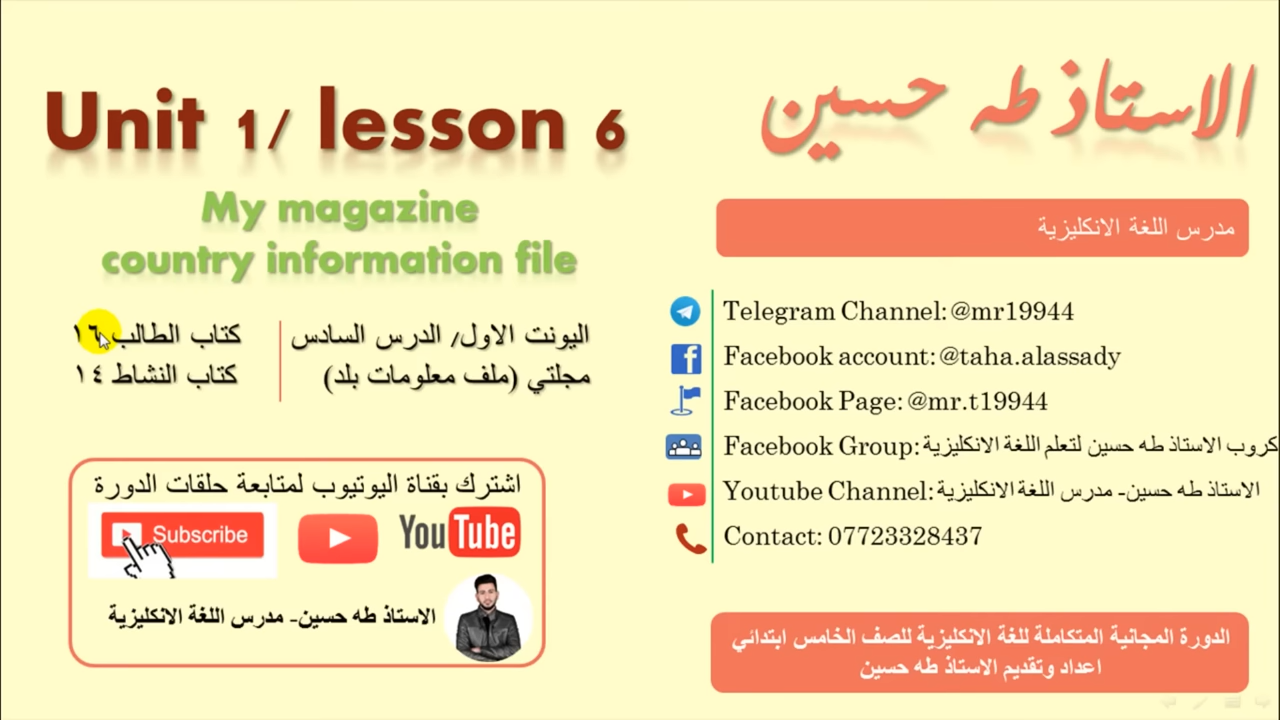 Unit 1/ lesson 6
My magazine
country information file
اليونت الاول/ الدرس السادس
مجلتي (ملف معلومات بلد)
كتاب الطالب ١٦
كتاب النشاط ١٤
اشترك بقناة اليوتيوب لمتابعة حلقات الدورة
Subscribe
YouTube
الاستاذ طه حسين- مدرس اللغة الانكليزية
الاستاذ طه حسين
مدرس اللغة الانكليزية
Telegram Channel: @mr19944
Facebook account: @taha.alassady
Facebook Page: @mr.t19944
Facebook Group: كروب الاستاذ طه حسين لتعلم اللغة الانكليزية
Youtube Channel: الاستاذ طه حسين- مدرس اللغة الانكليزية
Contact: 07723328437
الدورة المجانية المتكاملة للغة الانكليزية للصف الخامس ابتدائي
اعداد وتقديم الاستاذ طه حسين